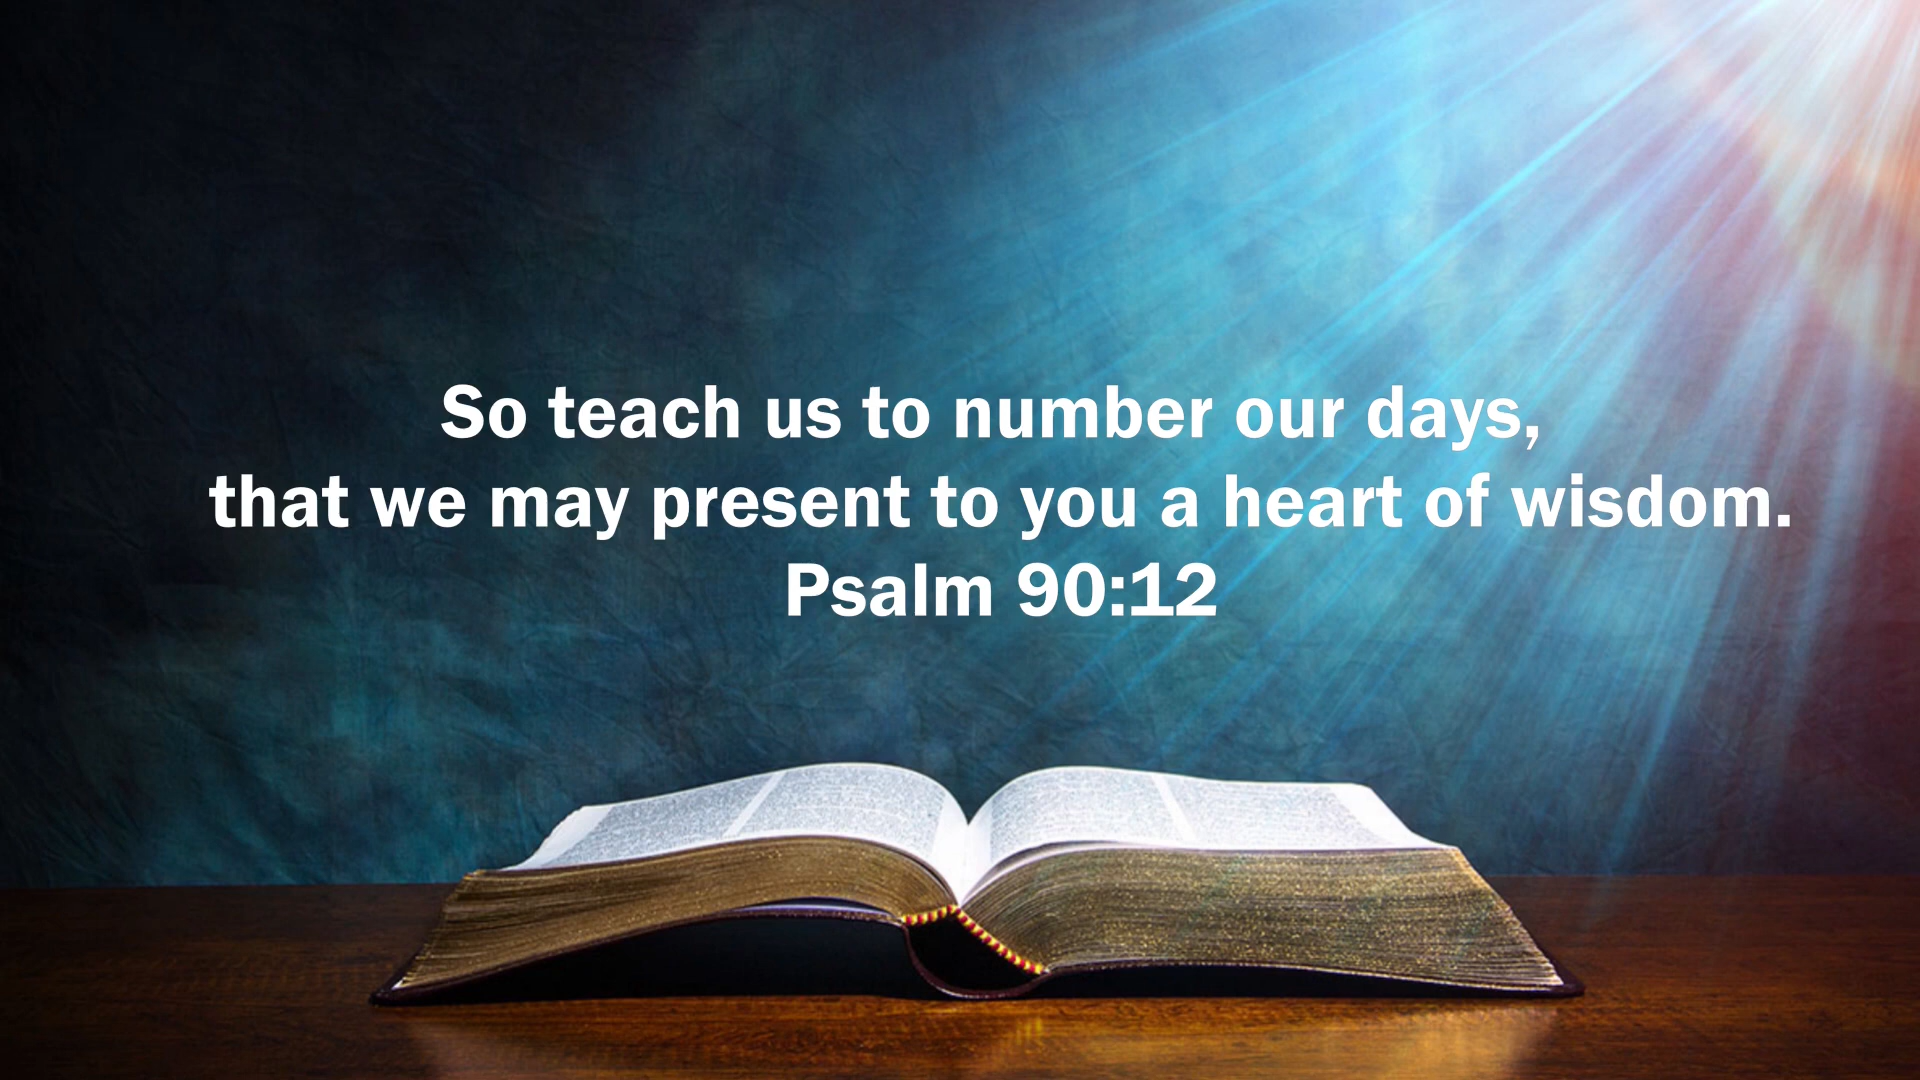 So teach us to number our days,
that we may present to you a heart of wisdom.
Psalm 90:12